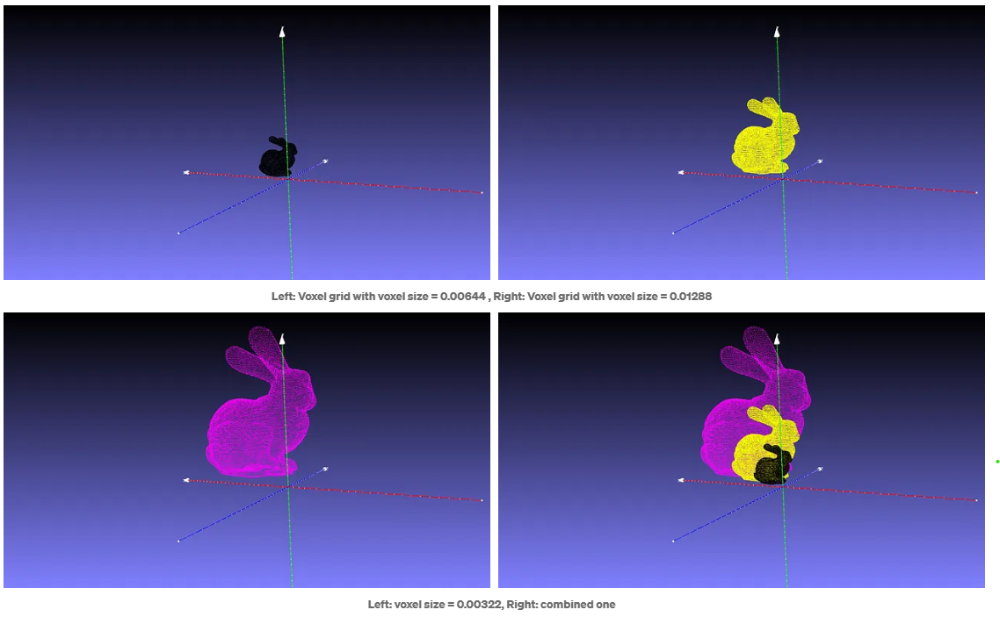 Left: Voxel grid with voxel size = 0.00644 , Right: Voxel grid with voxel size = 0.01288
Left: voxel size = 0.00322, Right: combined one